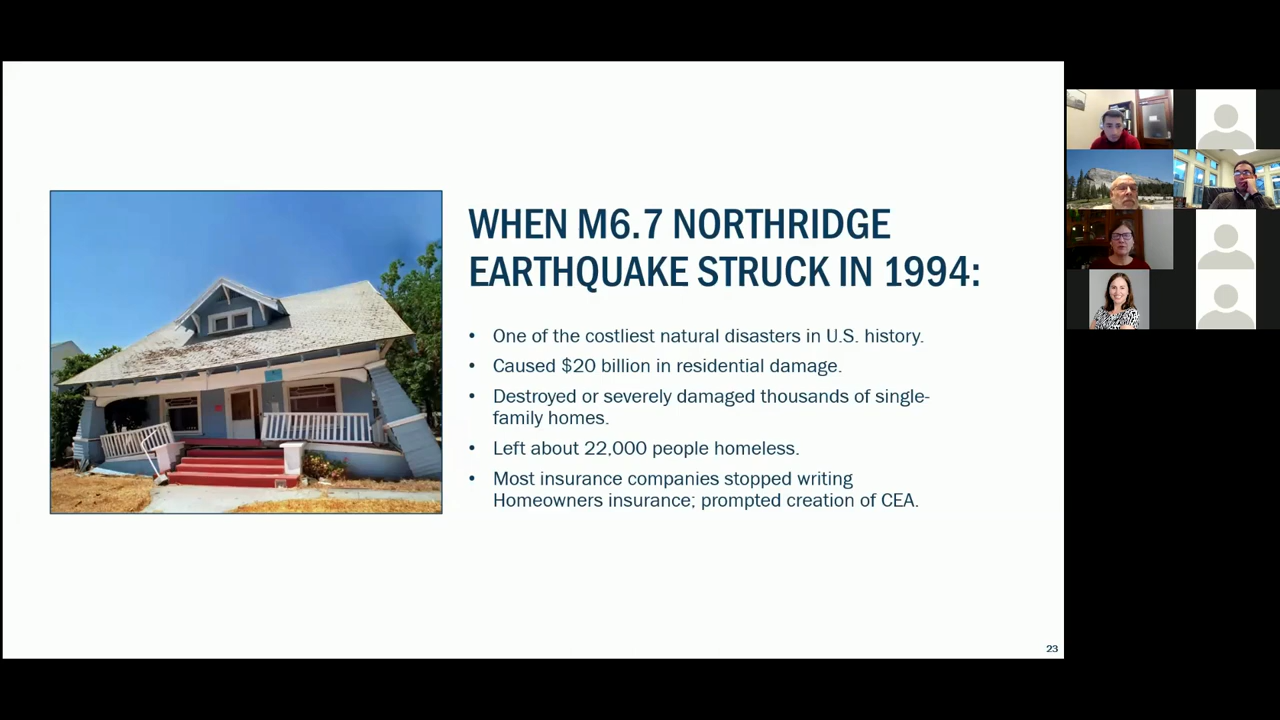 WHEN M6.7 NORTHRIDGE
EARTHQUAKE STRUCK IN 1994:
• One of the costliest natural disasters in U.S. history.
• Caused $20 billion in residential damage.
• Destroyed or severely damaged thousands of single-
family homes.
• Left about 22,000 people homeless.
• Most insurance companies stopped writing
Homeowners insurance; prompted creation of CEA.
23